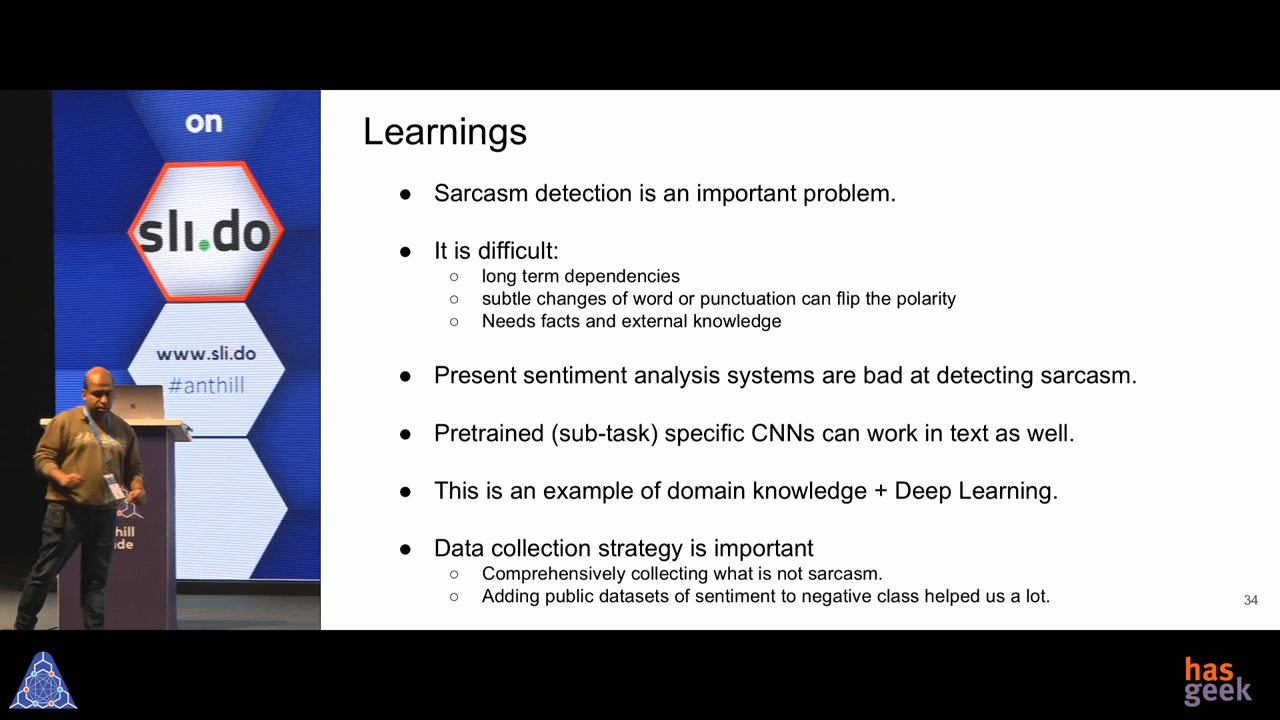 on
sli.do
www.sli.do
#anthill
hill
ide
Learnings
● Sarcasm detection is an important problem.
● It is difficult:
○ long term dependencies
○ subtle changes of word or punctuation can flip the polarity
○ Needs facts and external knowledge
● Present sentiment analysis systems are bad at detecting sarcasm.
● Pretrained (sub-task) specific CNNs can work in text as well.
● This is an example of domain knowledge + Deep Learning.
● Data collection strategy is important
○ Comprehensively collecting what is not sarcasm.
○ Adding public datasets of sentiment to negative class helped us a lot.
34
has
geek